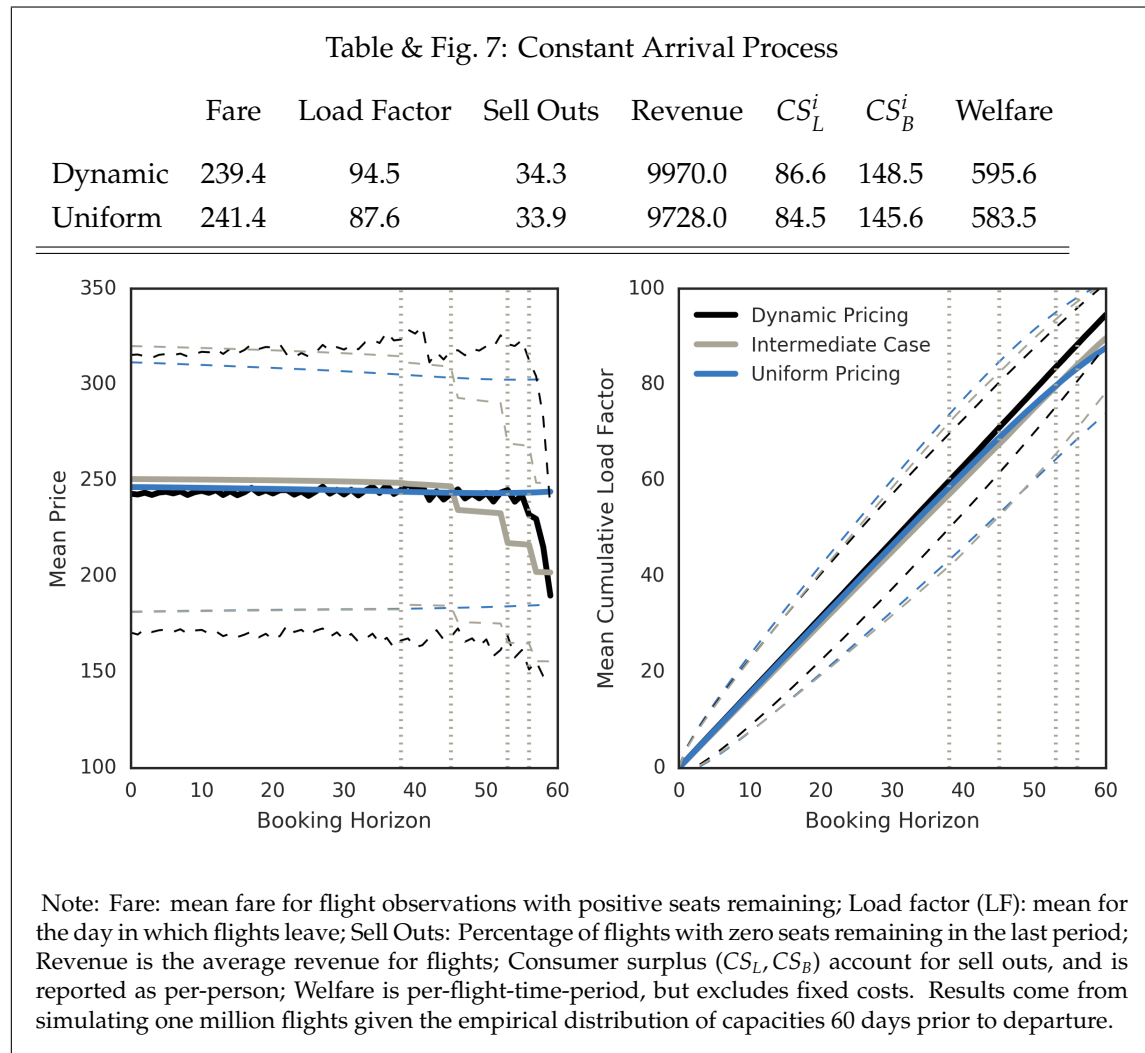 Table & Fig. 7: Constant Arrival Process
Fare Load Factor Sell Outs Revenue CS_L^i CS_B^i Welfare
Dynamic 239.4 94.5 34.3 9970.0 86.6 148.5 595.6
Uniform 241.4 87.6 33.9 9728.0 84.5 145.6 583.5
350
300
250
200
150
100
Mean Price
0 10 20 30 40 50 60
Booking Horizon
100
80
60
40
20
0
Mean Cumulative Load Factor
Dynamic Pricing
Intermediate Case
Uniform Pricing
0 10 20 30 40 50 60
Booking Horizon
Note: Fare: mean fare for flight observations with positive seats remaining; Load factor (LF): mean for
the day in which flights leave; Sell Outs: Percentage of flights with zero seats remaining in the last period;
Revenue is the average revenue for flights; Consumer surplus (CS_L, CS_B) account for sell outs, and is
reported as per-person; Welfare is per-flight-time-period, but excludes fixed costs. Results come from
simulating one million flights given the empirical distribution of capacities 60 days prior to departure.